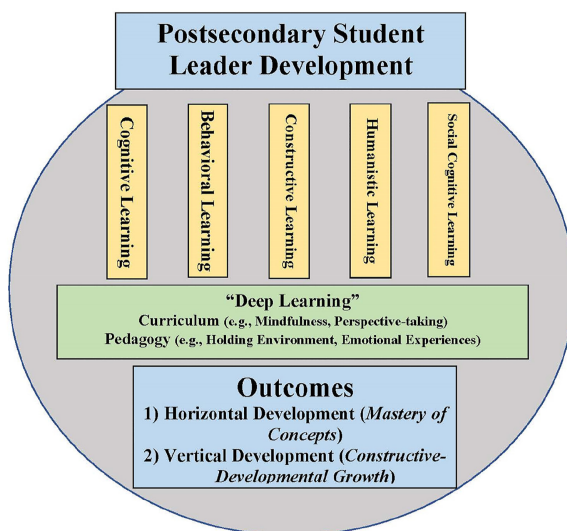 Postsecondary Student
Leader Development
Cognitive Learning
Behavioral Learning
Constructive Learning
Humanistic Learning
Social Cognitive Learning
“Deep Learning”
Curriculum (e.g., Mindfulness, Perspective-taking)
Pedagogy (e.g., Holding Environment, Emotional Experiences)
Outcomes
1) Horizontal Development (Mastery of
Concepts)
2) Vertical Development (Constructive-
Developmental Growth)